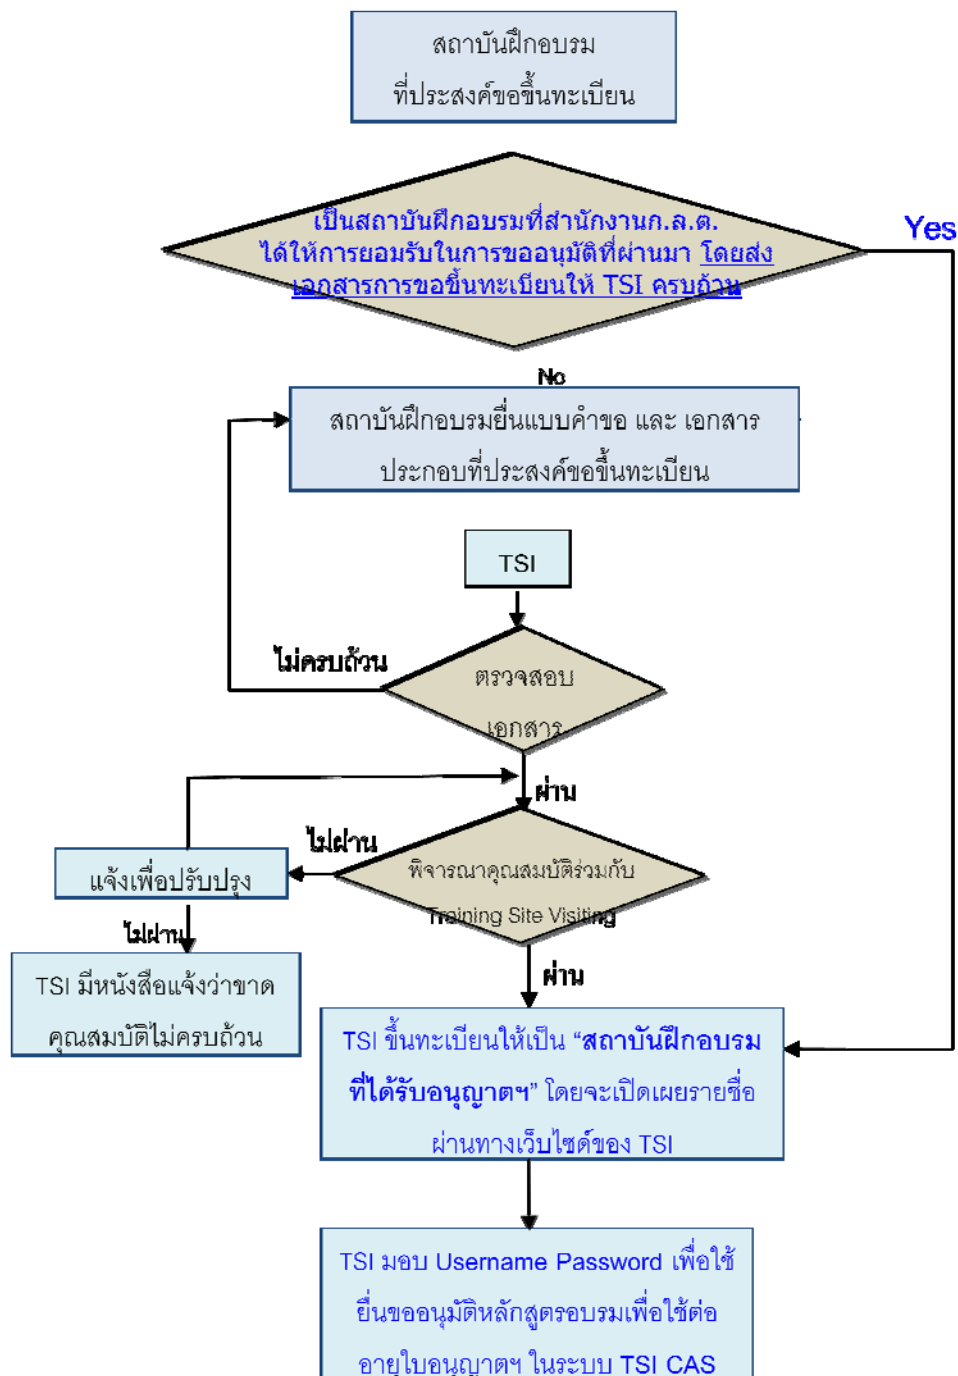 สถาบันฝึกอบรม
ที่ประสงค์ขอขึ้นทะเบียน
เป็นสถาบันฝึกอบรมที่สำนักงานก.ล.ต.
Yes
ได้ให้การยอมรับในการขออนุมัติที่ผ่านมา โดยส่ง
เอกสารการขอขึ้นทะเบียนให้ TSI ครบถ้วน
No
สถาบันฝึกอบรมยื่นแบบคำขอ และ เอกสาร
ประกอบที่ประสงค์ขอขึ้นทะเบียน
TSI
ไม่ครบถ้วน
ตรวจสอบ
เอกสาร
ผ่าน
ไม่ผ่าน
พิจารณาคุณสมบัติร่วมกับ
Training Site Visiting
แจ้งเพื่อปรับปรุง
ไม่ผ่าน
TSI มีหนังสือแจ้งว่าขาด
คุณสมบัติไม่ครบถ้วน
ผ่าน
TSI ขึ้นทะเบียนให้เป็น “สถาบันฝึกอบรม
ที่ได้รับอนุญาตฯ” โดยจะเปิดเผยรายชื่อ
ผ่านทางเว็บไซด์ของ TSI
TSI มอบ Username Password เพื่อใช้
ยื่นขออนุมัติหลักสูตรอบรมเพื่อใช้ต่อ
อายุใบอนุญาตฯ ในระบบ TSI CAS